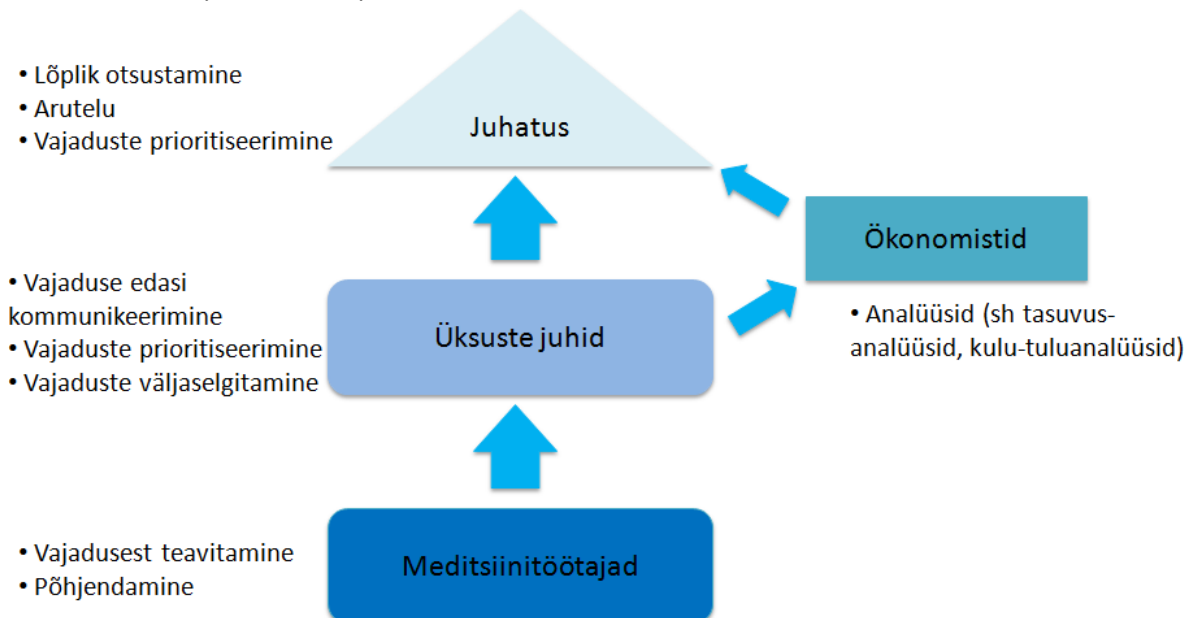 • Lõplik otsustamine
• Arutelu
• Vajaduste prioritiseerimine
Juhatus
Ökonomistid
• Vajaduse edasi
kommunikeerimine
• Vajaduste prioritiseerimine
• Vajaduste väljaselgitamine
Üksuste juhid
• Analüüsid (sh tasuvus-
analüüsid, kulu-tuluanalüüsid)
• Vajadusest teavitamine
• Põhjendamine
Meditsiinitöötajad